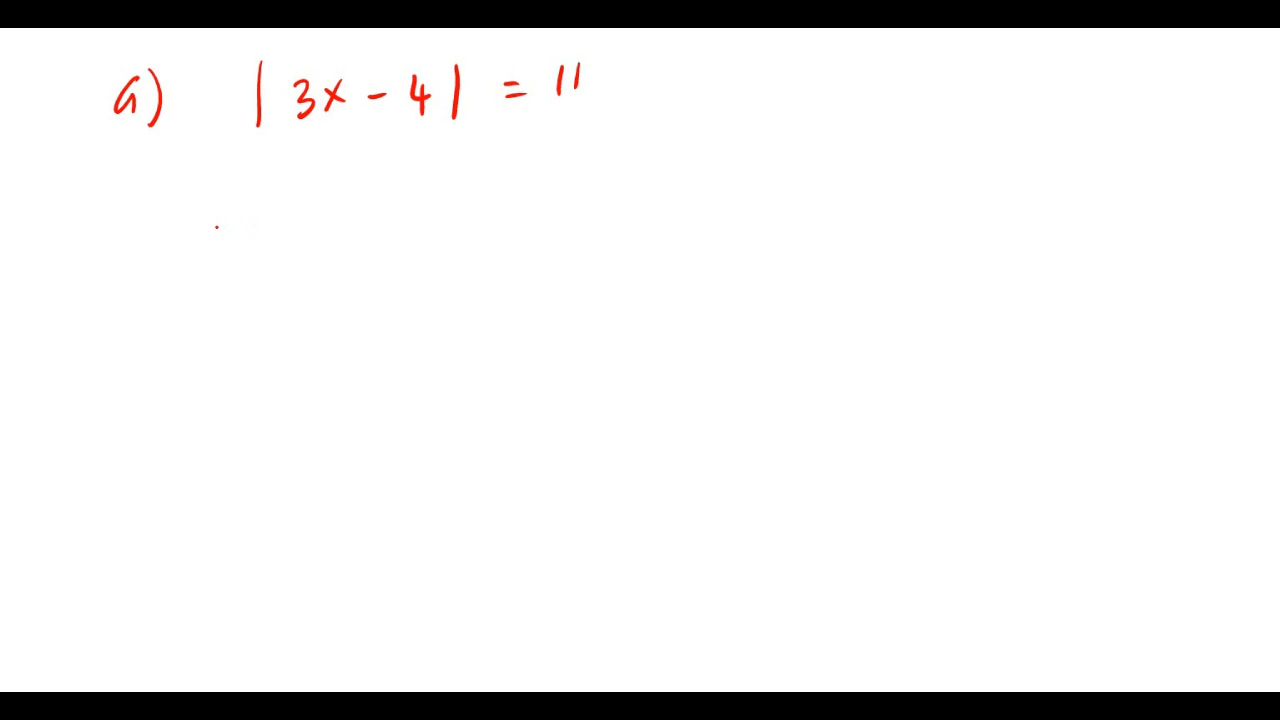 a) | 3x - 4 | = 11